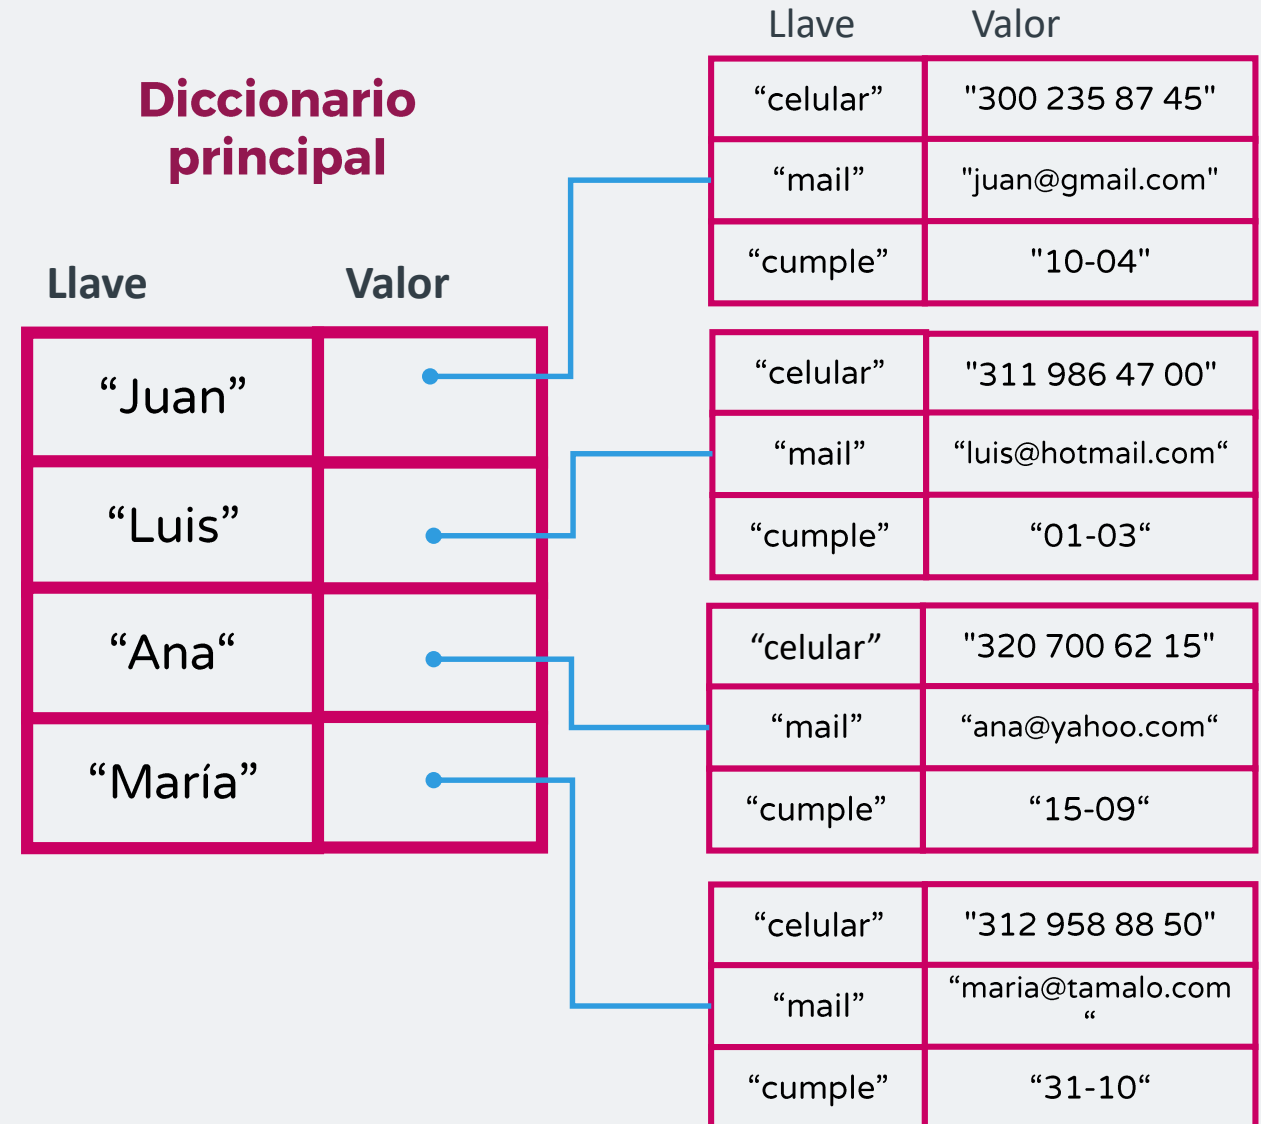 Diccionario
principal
Llave Valor
“Juan”
“Luis”
“Ana“
“María”
Llave Valor
“celular” "300 235 87 45"
“mail” "juan@gmail.com"
“cumple” "10-04"
“celular” "311 986 47 00"
“mail” “luis@hotmail.com“
“cumple” “01-03“
“celular” "320 700 62 15"
“mail” “ana@yahoo.com“
“cumple” “15-09“
“celular” "312 958 88 50"
“mail” “maria@tamalo.com
“
“cumple” “31-10“